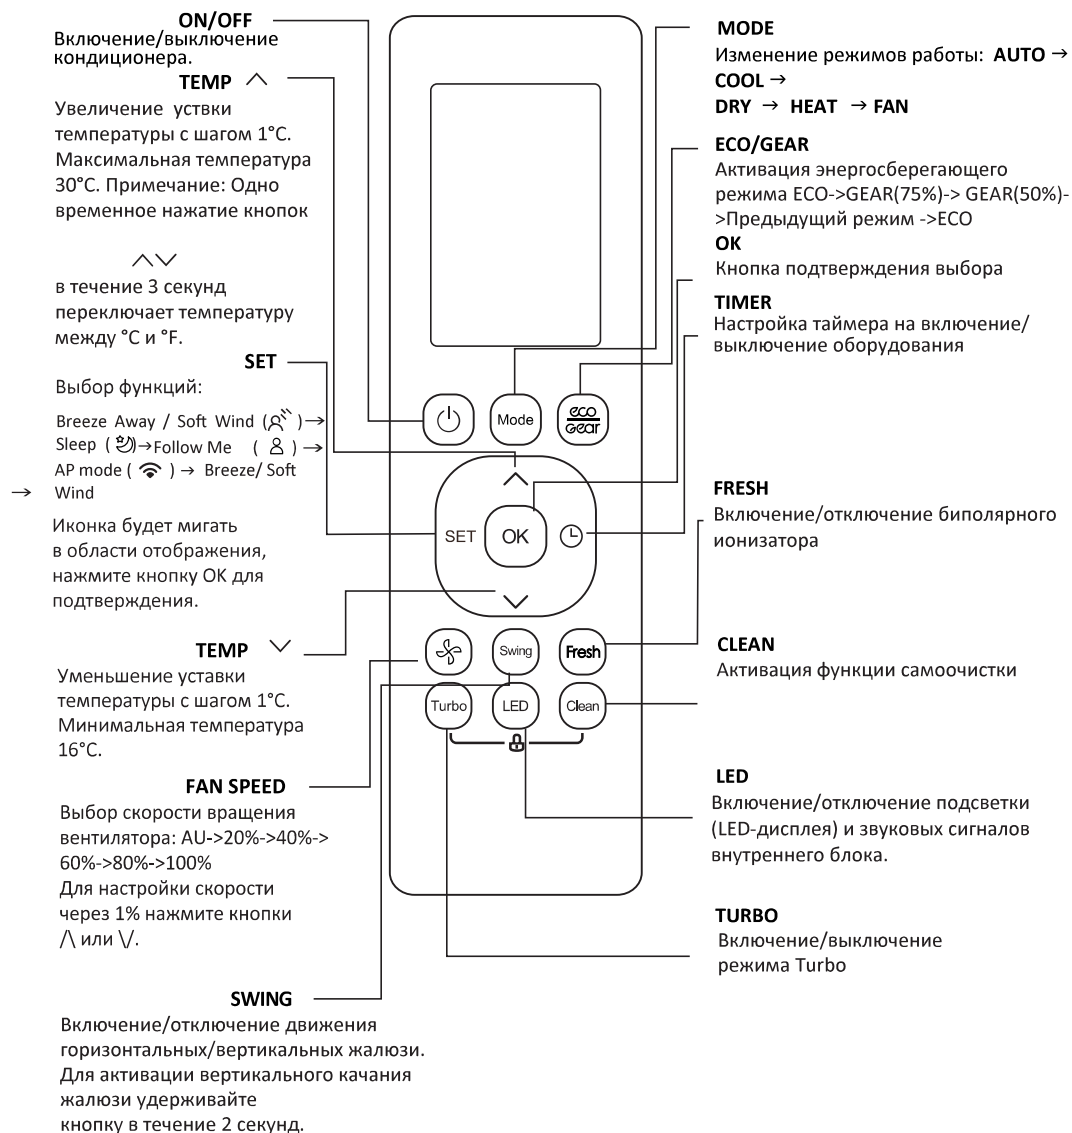 ON/OFF
Включение/выключение
кондиционера.
TEMP
Увеличение уствки
температуры с шагом 1°C.
Максимальная температура
30°C. Примечание: Одно
временное нажатие кнопок
в течение 3 секунд
переключает температуру
между °C и °F.
SET
Выбор функций:
Breeze Away / Soft Wind ( )→
Sleep ( )→Follow Me ( ) →
AP mode ( ) → Breeze/ Soft
→ Wind
Иконка будет мигать
в области отображения,
нажмите кнопку OK для
подтверждения.
TEMP
Уменьшение уставки
температуры с шагом 1°C.
Минимальная температура
16°C.
FAN SPEED
Выбор скорости вращения
вентилятора: AU->20%->40%->
60%->80%->100%
Для настройки скорости
через 1% нажмите кнопки
/\ или \/.
SWING
Включение/отключение движения
горизонтальных/вертикальных жалюзи.
Для активации вертикального качания
жалюзи удерживайте
кнопку в течение 2 секунд.
Mode
eco
Gear
SET
OK
Swing
Fresh
Turbo
LED
Clean
MODE
Изменение режимов работы: AUTO →
COOL →
DRY → HEAT → FAN
ECO/GEAR
Активация энергосберегающего
режима ECO->GEAR(75%)-> GEAR(50%)-
>Предыдущий режим ->ECO
OK
Кнопка подтверждения выбора
TIMER
Настройка таймера на включение/
выключение оборудования
FRESH
Включение/отключение биполярного
ионизатора
CLEAN
Активация функции самоочистки
LED
Включение/отключение подсветки
(LED-дисплея) и звуковых сигналов
внутреннего блока.
TURBO
Включение/выключение
режима Turbo